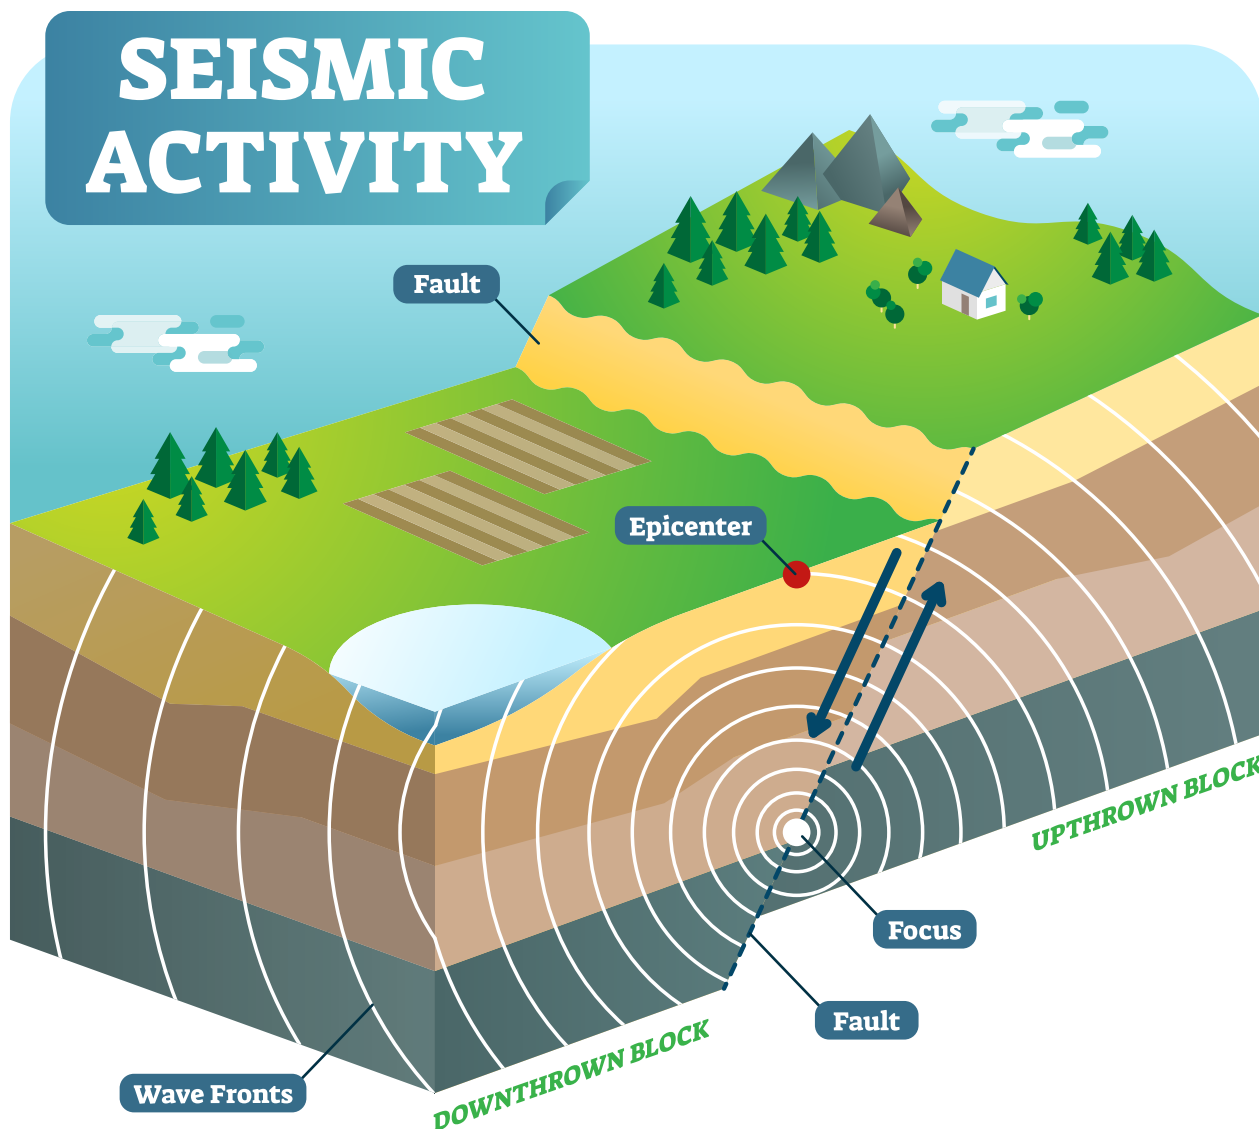 SEISMIC
ACTIVITY
Fault
Epicenter
UPTHROWN BLOCK
Focus
Fault
DOWNTHROWN BLOCK
Wave Fronts